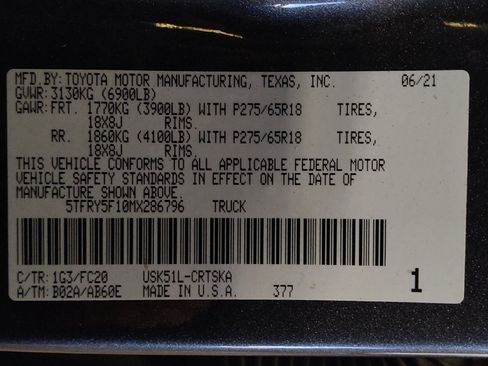 MFD.BY: TOYOTA MOTOR MANUFACTURING, TEXAS, INC. 06/21
GVWR: 3130KG (6900LB)
GAWR: FRT. 1770KG (3900LB) WITH P275/65R18 TIRES,
18X8J RIMS.
RR. 1860KG (4100LB) WITH P275/65R18 TIRES,
18X8J RIMS.
THIS VEHICLE CONFORMS TO ALL APPLICABLE FEDERAL MOTOR
VEHICLE SAFETY STANDARDS IN EFFECT ON THE DATE OF
MANUFACTURE SHOWN ABOVE.
5TFRY5F10MX286796 TRUCK
C/TR: 1G3/FC20 USK51L-CRTSKA
A/TM: B02A/AB60E MADE IN U.S.A. 377 1